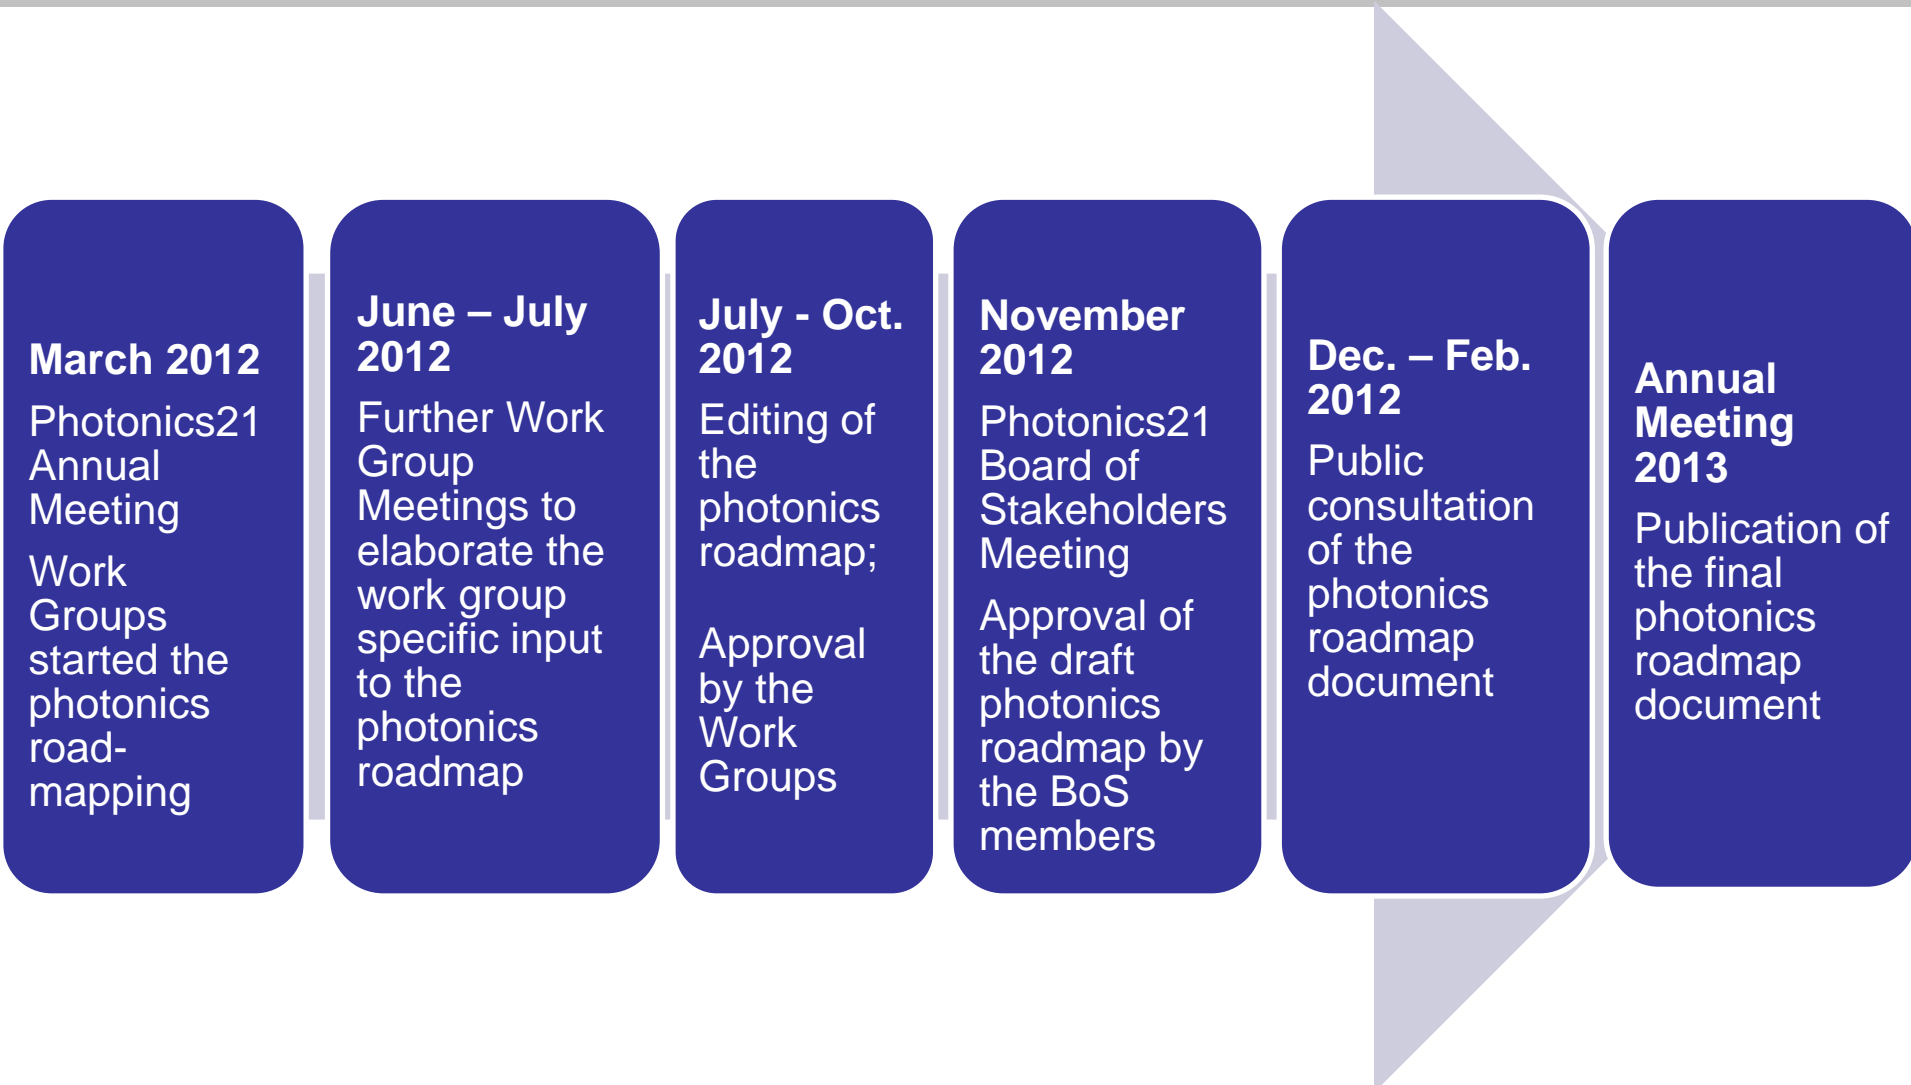 March 2012
Photonics21
Annual
Meeting
Work
Groups
started the
photonics
road-
mapping
June – July
2012
Further Work
Group
Meetings to
elaborate the
work group
specific input
to the
photonics
roadmap
July - Oct.
2012
Editing of
the
photonics
roadmap;
Approval
by the
Work
Groups
November
2012
Photonics21
Board of
Stakeholders
Meeting
Approval of
the draft
photonics
roadmap by
the BoS
members
Dec. – Feb.
2012
Public
consultation
of the
photonics
roadmap
document
Annual
Meeting
2013
Publication of
the final
photonics
roadmap
document